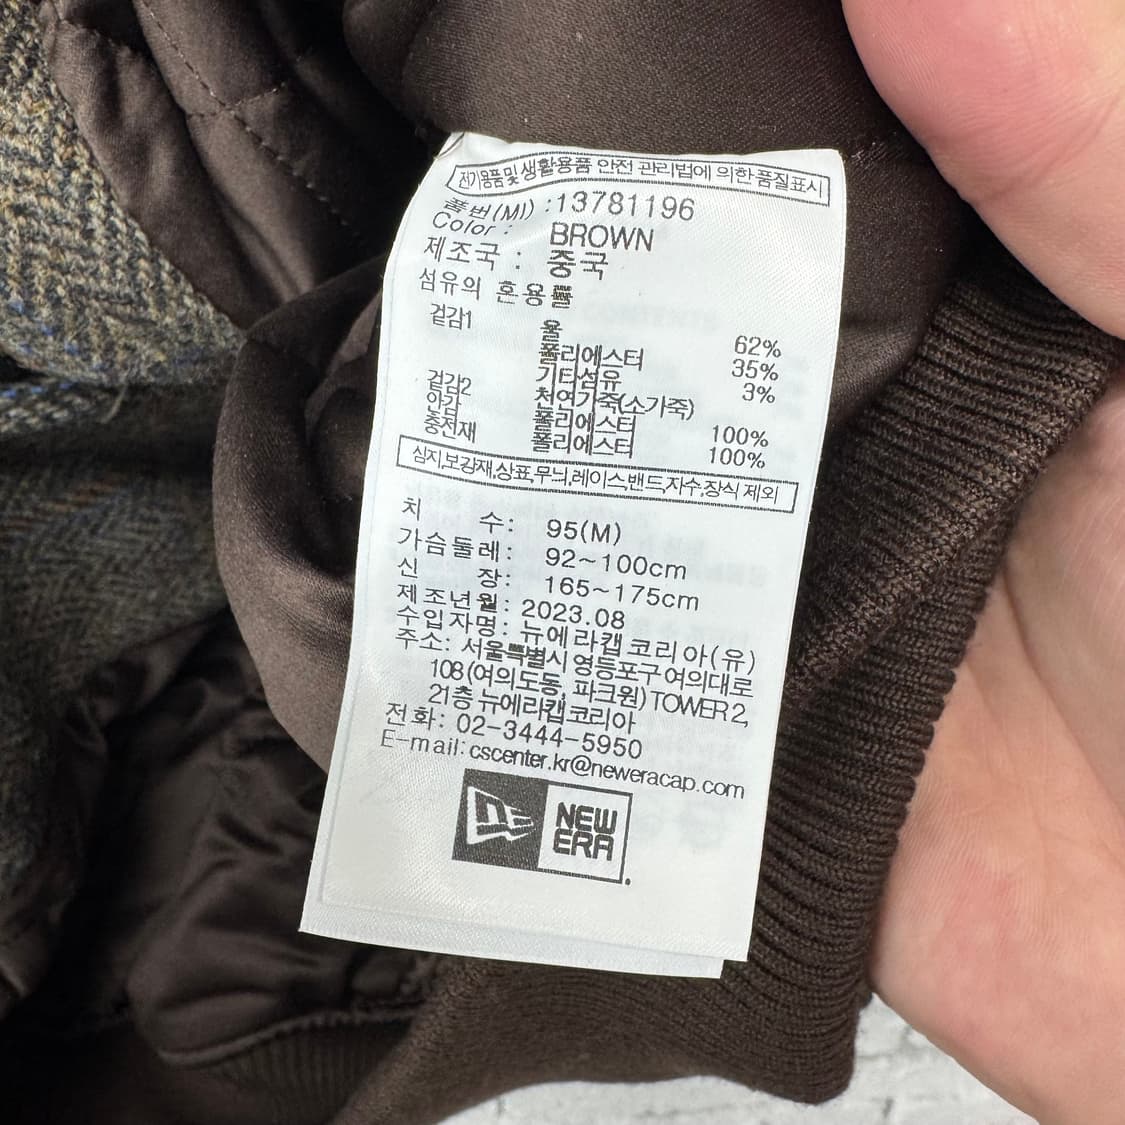 전기용품및생활용품 안전 관리법에 의한품질표시
품번(MI) :13781196
Color : BROWN
제조국 : 중국
섬유의 혼용률
겉감1 울 62%
폴리에스터 35%
기타섬유 3%
겉감2 천연가죽(소가죽)
안감 폴리에스터 100%
충전재 폴리에스터 100%
심지,보강재,상표,무늬,레이스,밴드,자수,장식 제외
치 수: 95(M)
가슴둘레: 92~100cm
신 장: 165~175cm
제조년월: 2023.08
수입자명: 뉴에라캡코리아(유)
주소: 서울특별시 영등포구 여의대로
108(여의도동, 파크원) TOWER 2,
21층 뉴에라캡코리아
전화: 02-3444-5950
E-mail: cscenter.kr@neweracap.com
NEW
ERA